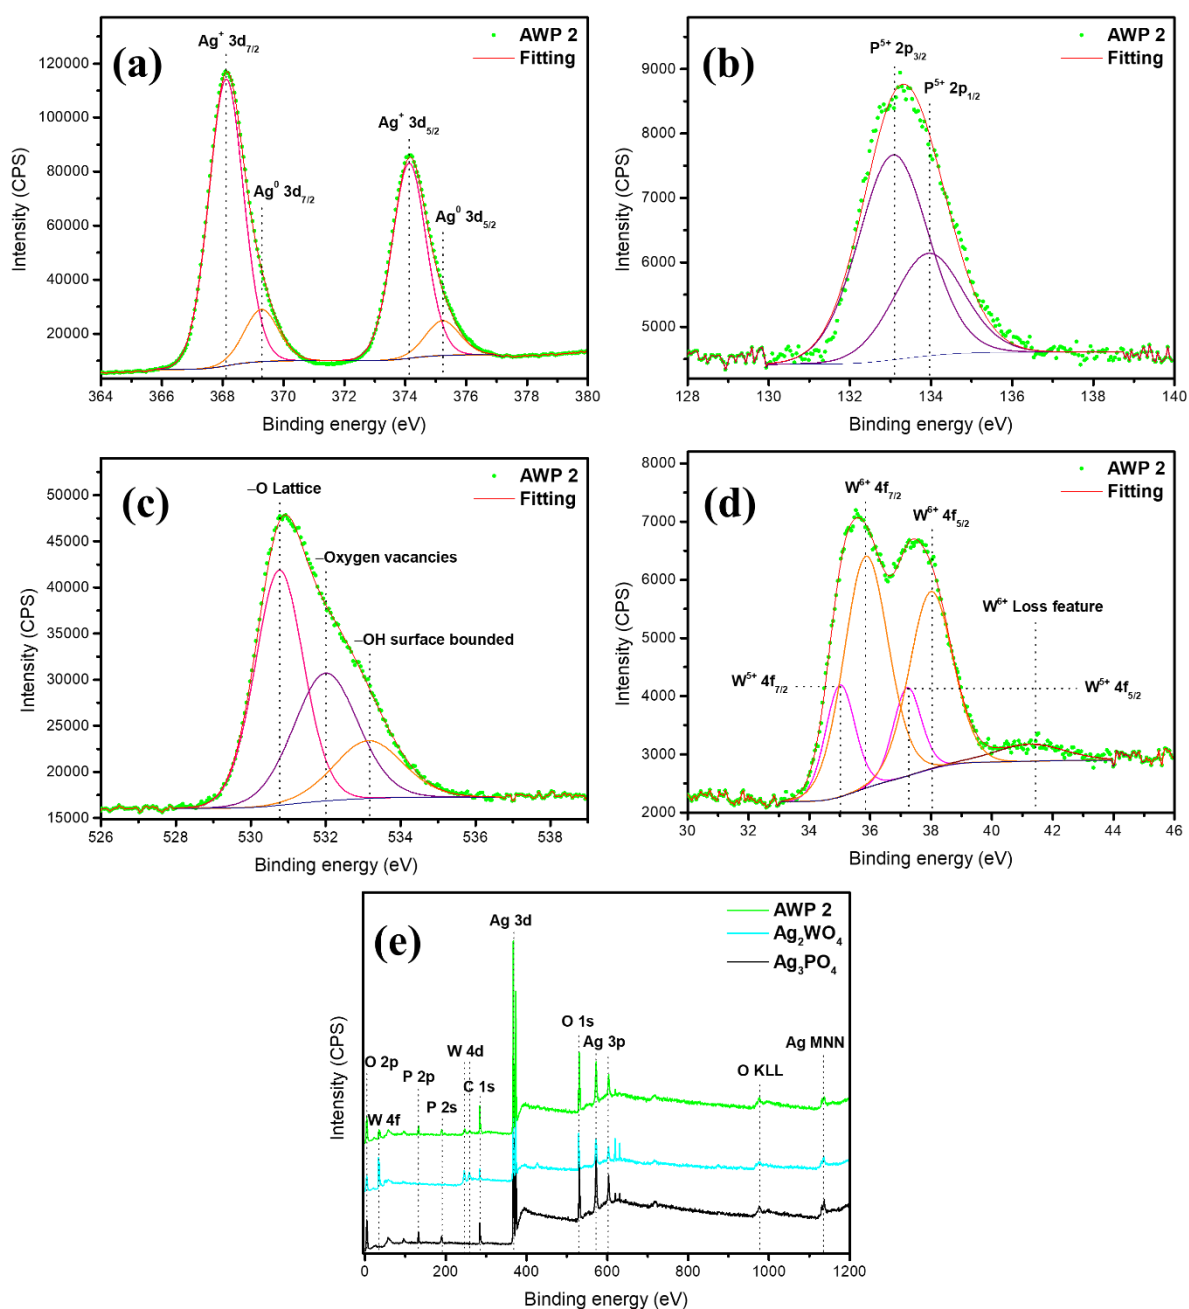 (a)
AWP 2
Fitting
Ag⁺ 3d₇/₂
Ag⁰ 3d₇/₂
Ag⁺ 3d₅/₂
Ag⁰ 3d₅/₂
120000
100000
80000
60000
40000
20000
Intensity (CPS)
364 366 368 370 372 374 376 378 380
Binding energy (eV)
(b)
AWP 2
Fitting
P⁵⁺ 2p₃/₂
P⁵⁺ 2p₁/₂
9000
8000
7000
6000
5000
Intensity (CPS)
128 130 132 134 136 138 140
Binding energy (eV)
(c)
AWP 2
Fitting
–O Lattice
–Oxygen vacancies
–OH surface bounded
50000
45000
40000
35000
30000
25000
20000
15000
Intensity (CPS)
526 528 530 532 534 536 538
Binding energy (eV)
(d)
AWP 2
Fitting
W⁶⁺ 4f₇/₂
W⁶⁺ 4f₅/₂
W⁶⁺ Loss feature
W⁵⁺ 4f₇/₂
W⁵⁺ 4f₅/₂
8000
7000
6000
5000
4000
3000
2000
Intensity (CPS)
30 32 34 36 38 40 42 44 46
Binding energy (eV)
(e)
AWP 2
Ag₂WO₄
Ag₃PO₄
Ag 3d
O 1s
Ag 3p
Ag MNN
O KLL
W 4d
C 1s
O 2p
P 2p
P 2s
W 4f
Intensity (CPS)
0 200 400 600 800 1000 1200
Binding energy (eV)